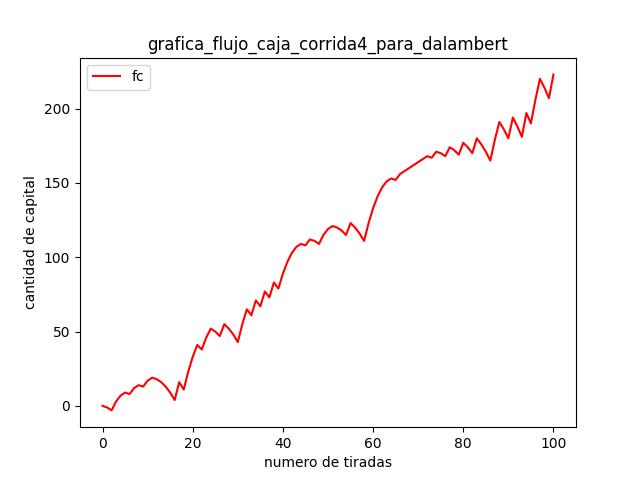 grafica_flujo_caja_corrida4_para_dalambert
fc
cantidad de capital
200
150
100
50
0
0 20 40 60 80 100
numero de tiradas